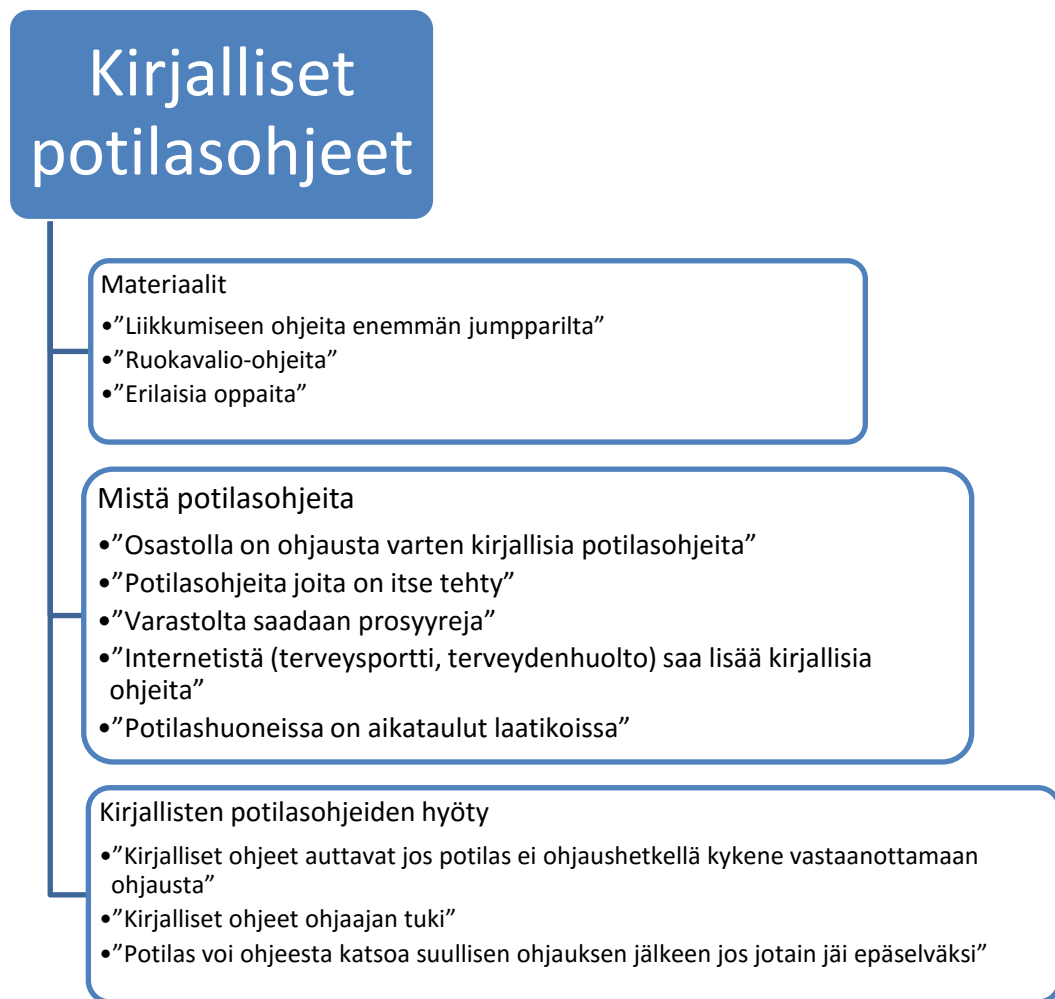 Kirjalliset
potilasohjeet
Materiaalit
•”Liikkumiseen ohjeita enemmän jumpparilta”
•”Ruokavalio-ohjeita”
•”Erilaisia oppaita”
Mistä potilasohjeita
•”Osastolla on ohjausta varten kirjallisia potilasohjeita”
•”Potilasohjeita joita on itse tehty”
•”Varastolta saadaan prosyyreja”
•”Internetistä (terveysportti, terveydenhuolto) saa lisää kirjallisia
ohjeita”
•”Potilashuoneissa on aikataulut laatikoissa”
Kirjallisten potilasohjeiden hyöty
•”Kirjalliset ohjeet auttavat jos potilas ei ohjaushetkellä kykene vastaanottamaan
ohjausta”
•”Kirjalliset ohjeet ohjaajan tuki”
•”Potilas voi ohjeesta katsoa suullisen ohjauksen jälkeen jos jotain jäi epäselväksi”